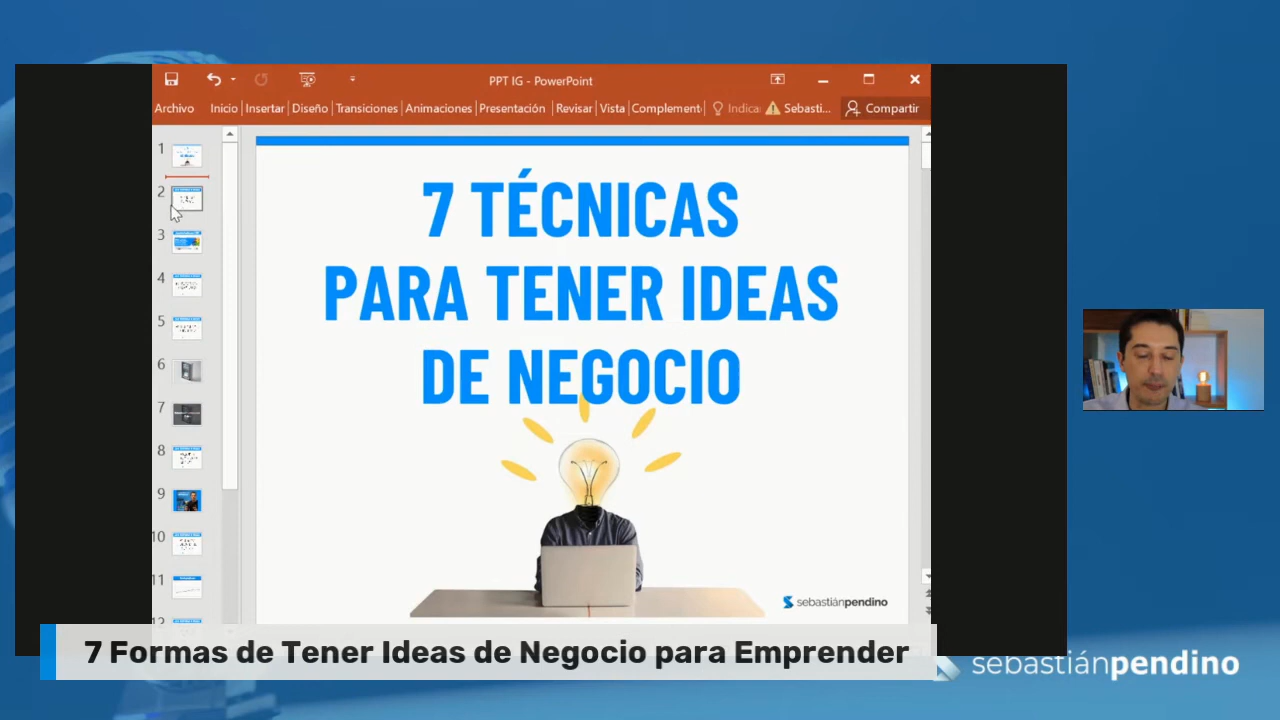 PPT IG - PowerPoint
Archivo Inicio Insertar Diseño Transiciones Animaciones Presentación Revisar Vista Complement Indica Sebasti... Compartir
1
2
3
4
5
6
7
8
9
10
11
12
7 TÉCNICAS
PARA TENER IDEAS
DE NEGOCIO
sebastiánpendino
7 Formas de Tener Ideas de Negocio para Emprender
sebastiánpendino